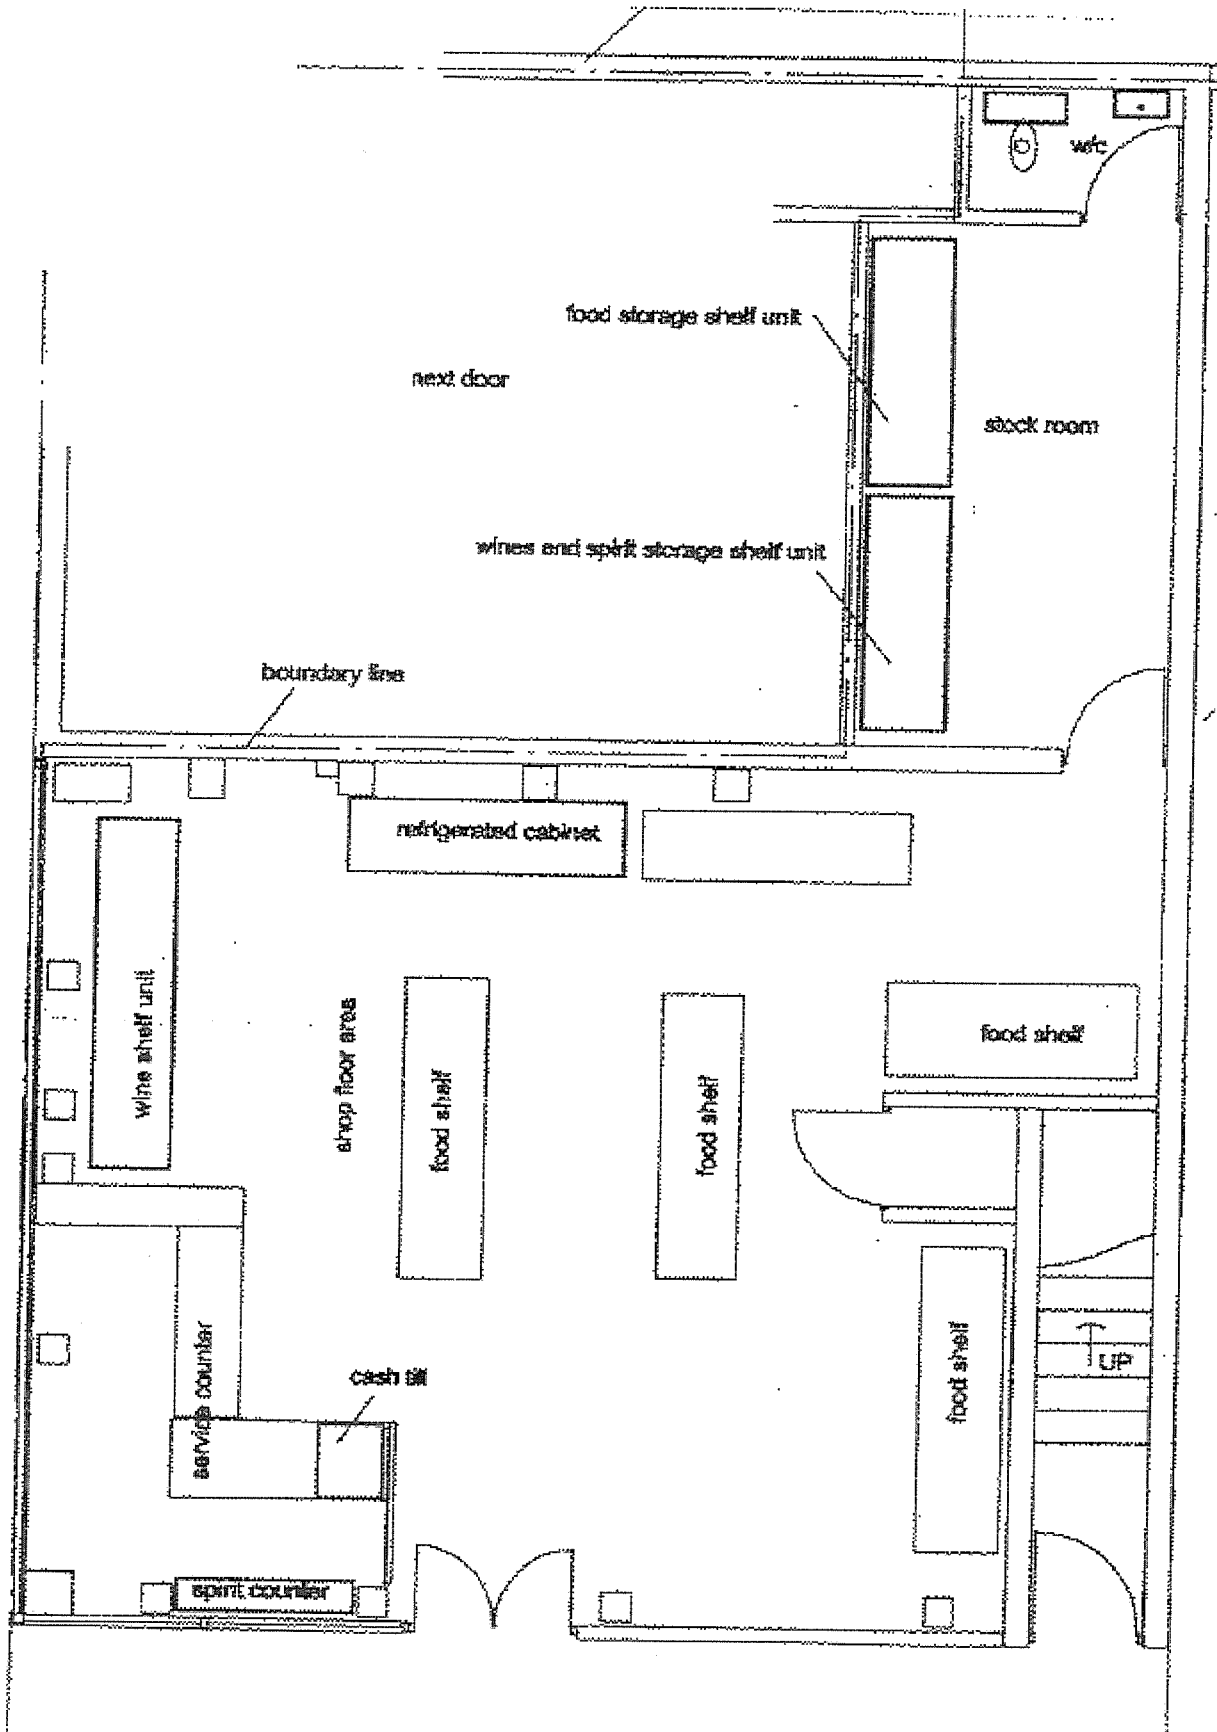 w/c
food storage shelf unit
next door
stock room
wines and spirit storage shelf unit
boundary line
refrigerated cabinet
wine shelf unit
shop floor area
food shelf
food shelf
food shelf
service counter
cash till
food shelf
UP
spirit counter